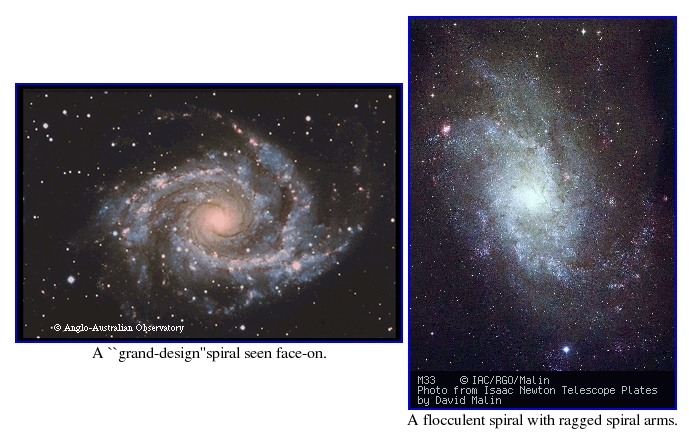 © Anglo-Australian Observatory
A ``grand-design"spiral seen face-on.
M33 © IAC/RGO/Malin
Photo from Isaac Newton Telescope Plates
by David Malin
A flocculent spiral with ragged spiral arms.